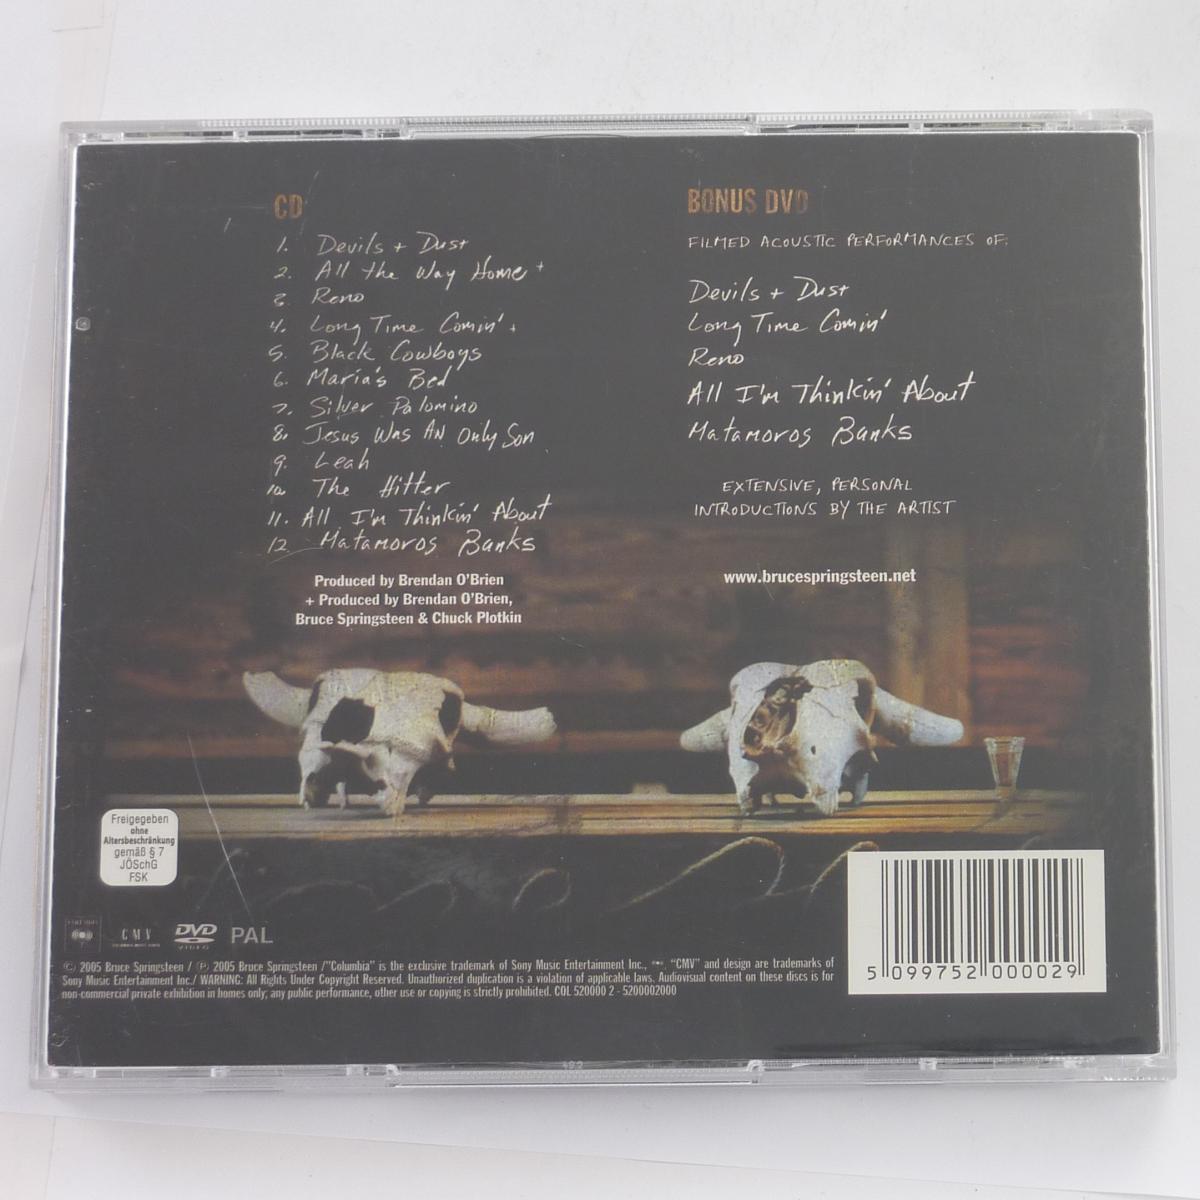 CD
1. Devils + Dust
2. All the Way Home +
3. Reno
4. Long Time Comin' +
5. Black Cowboys
6. Maria's Bed
7. Silver Palomino
8. Jesus Was An Only Son
9. Leah
10. The Hitter
11. All I'm Thinkin' About
12 Matamoros Banks
Produced by Brendan O'Brien
+ Produced by Brendan O'Brien,
Bruce Springsteen & Chuck Plotkin
BONUS DVD
FILMED ACOUSTIC PERFORMANCES OF:
Devils + Dust
Long Time Comin'
Reno
All I'm Thinkin' About
Matamoros Banks
EXTENSIVE, PERSONAL
INTRODUCTIONS BY THE ARTIST
www.brucespringsteen.net
Freigegeben
ohne
Altersbeschränkung
gemäß § 7
JÖSchG
FSK
CMV
DVD
VIDEO
PAL
© 2005 Bruce Springsteen / ℗ 2005 Bruce Springsteen /"Columbia" is the exclusive trademark of Sony Music Entertainment Inc., "CMV" and design are trademarks of
Sony Music Entertainment Inc./ WARNING: All Rights Under Copyright Reserved. Unauthorized duplication is a violation of applicable laws. Audiovisual content on these discs is for
non-commercial private exhibition in homes only, any public performance, other use or copying is strictly prohibited. COL 520000 2 - 5200002000
5 099752 000029